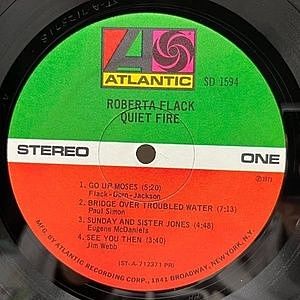 ATLANTIC
SD 1594
ROBERTA FLACK
QUIET FIRE
STEREO
ONE
1. GO UP MOSES (5:20)
Flack-Dorn-Jackson
2. BRIDGE OVER TROUBLED WATER (7:13)
Paul Simon
3. SUNDAY AND SISTER JONES (4:48)
Eugene McDaniels
4. SEE YOU THEN (3:40)
Jim Webb
(ST-A-712371 PR)
MFG. BY ATLANTIC RECORDING CORP., 1841 BROADWAY, NEW YORK, N.Y.